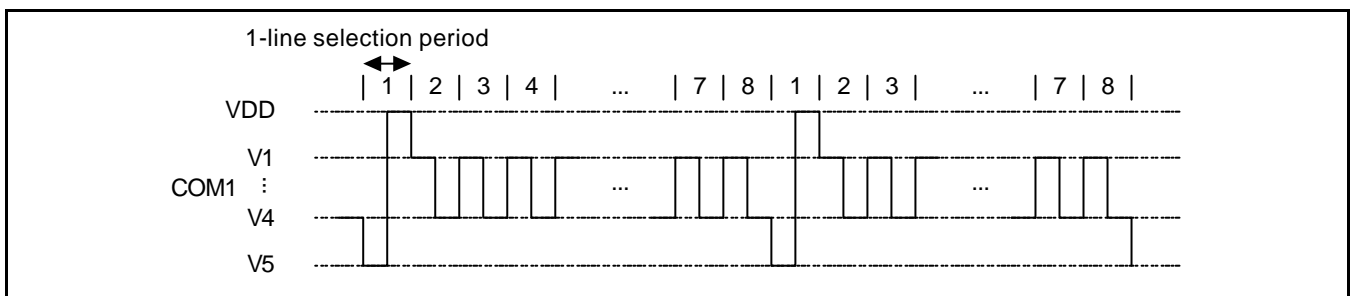 1-line selection period
| 1 | 2 | 3 | 4 | ... | 7 | 8 | 1 | 2 | 3 | ... | 7 | 8 |
VDD
V1
COM1 ⋮ ... ...
V4
V5